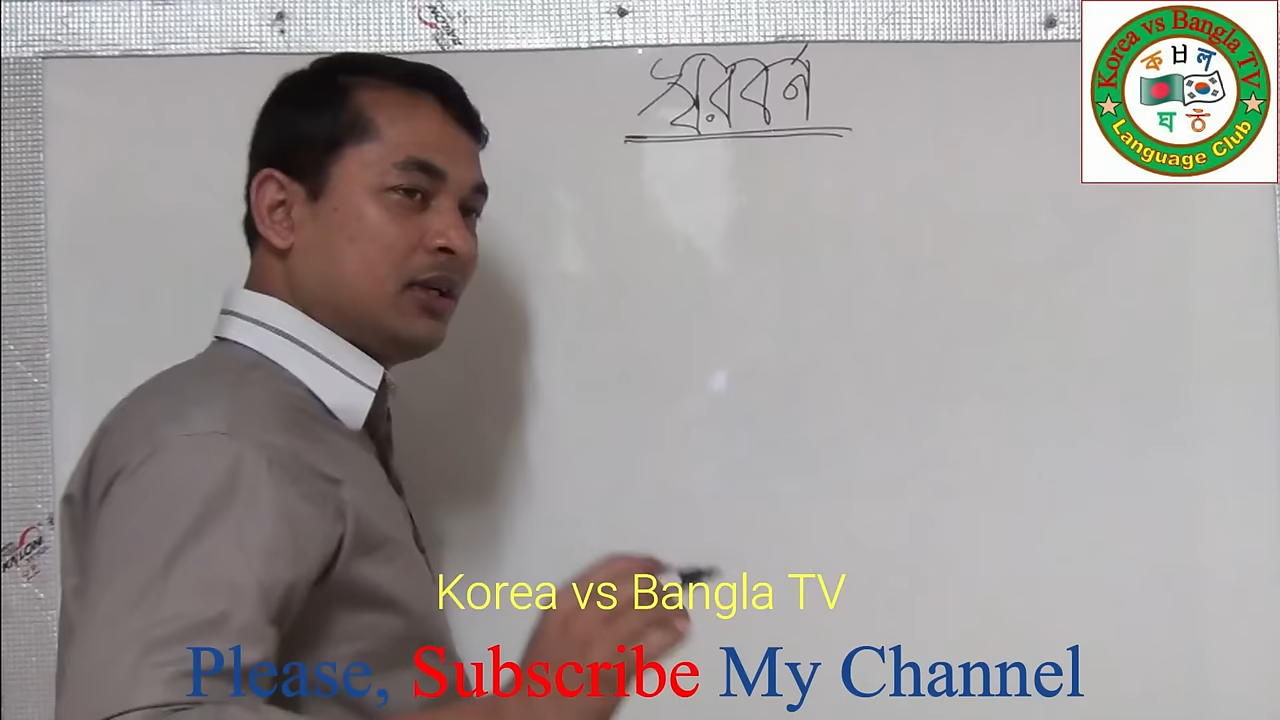 স্বরবর্ন
Korea vs Bangla TV
ক ㅂ ল
ঘ ㅎ
Language Club
Korea vs Bangla TV
Please, Subscribe My Channel